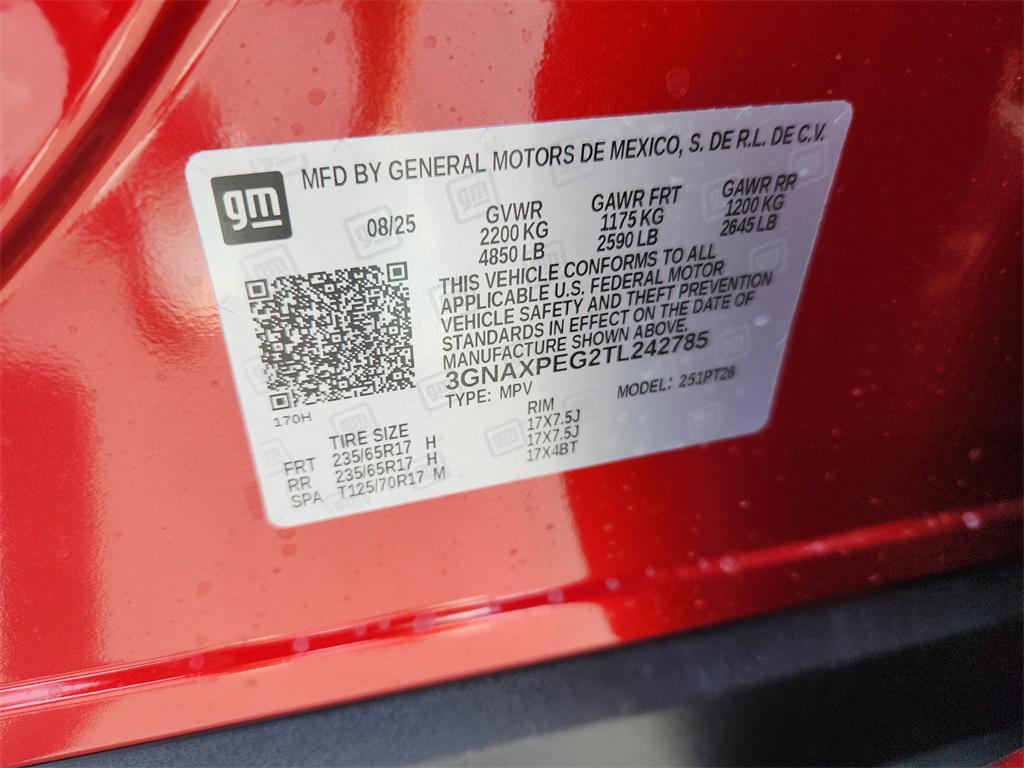 MFD BY GENERAL MOTORS DE MEXICO, S. DE R.L. DE C.V.
gm
08/25
GVWR
2200 KG
4850 LB
GAWR FRT
1175 KG
2590 LB
GAWR RR
1200 KG
2645 LB
THIS VEHICLE CONFORMS TO ALL
APPLICABLE U.S. FEDERAL MOTOR
VEHICLE SAFETY AND THEFT PREVENTION
STANDARDS IN EFFECT ON THE DATE OF
MANUFACTURE SHOWN ABOVE.
3GNAXPEG2TL242785
TYPE: MPV
MODEL: 251PT26
170H
TIRE SIZE
RIM
FRT 235/65R17 H 17X7.5J
RR 235/65R17 H 17X7.5J
SPA T125/70R17 M 17X4BT